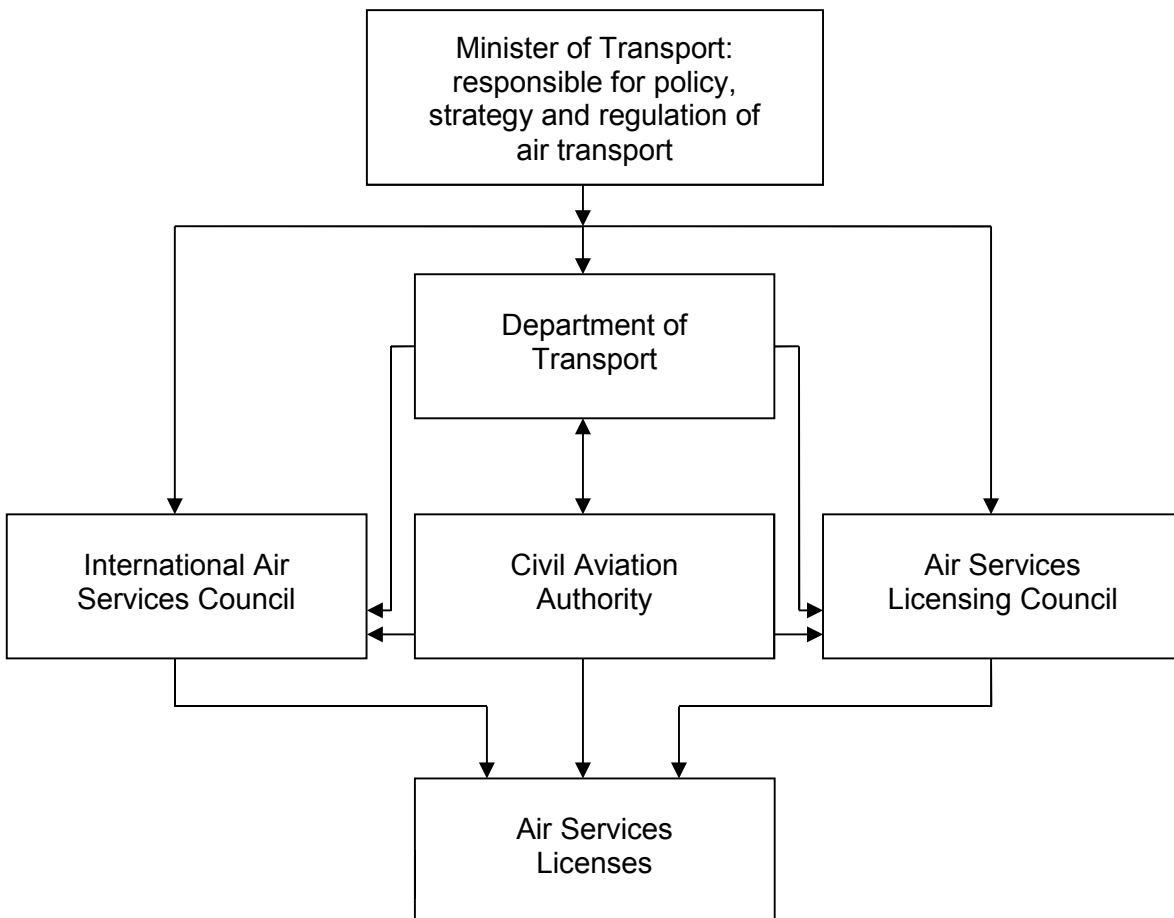 Minister of Transport:
responsible for policy,
strategy and regulation of
air transport
Department of
Transport
International Air
Services Council
Civil Aviation
Authority
Air Services
Licensing Council
Air Services
Licenses